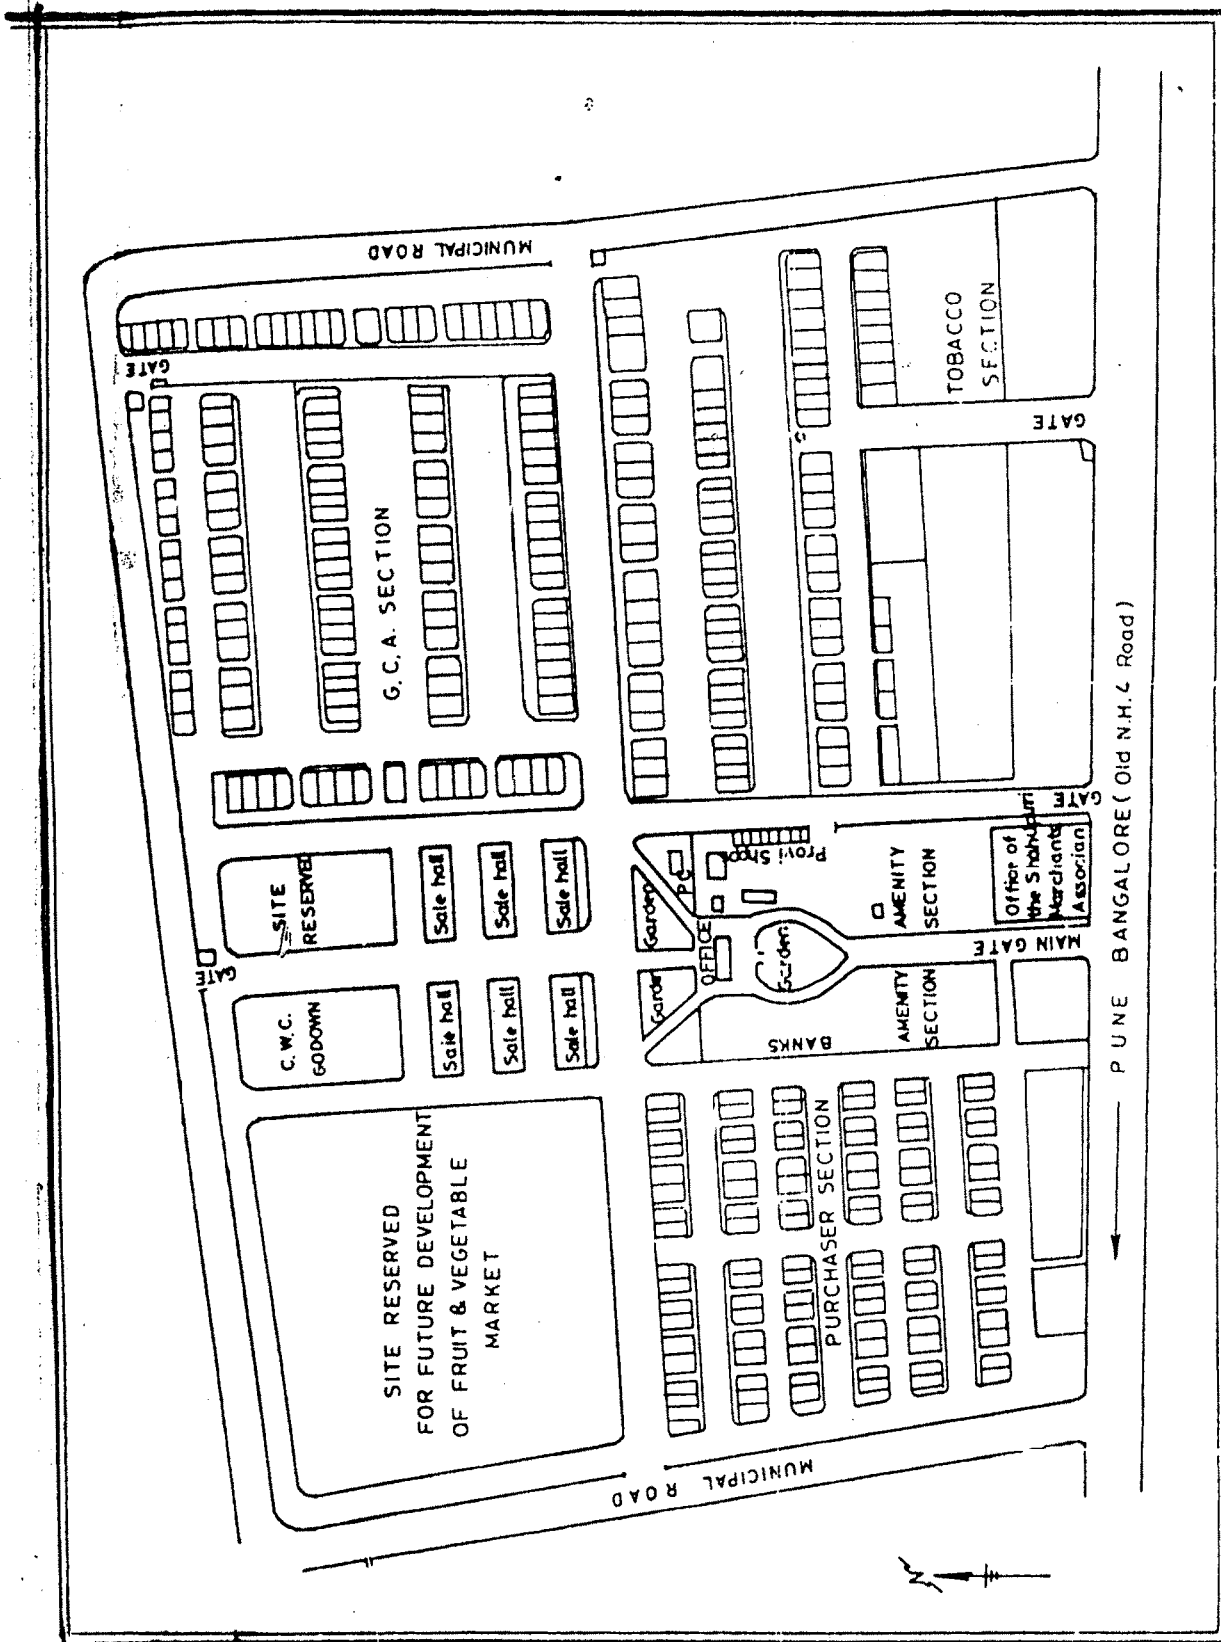 MUNICIPAL ROAD
GATE
G. C. A. SECTION
TOBACCO
SECTION
GATE
SITE
RESERVED
Sale hall
Sale hall
Sale hall
GATE
C. W. C.
GODOWN
Sale hall
Sale hall
Sale hall
Garden
P.C
Provi Shop
OFFICE
Garden
Garden
BANKS
AMENITY
SECTION
AMENITY
SECTION
GATE
Office of
the Shahupuri
Marchants
Associan
MAIN GATE
SITE RESERVED
FOR FUTURE DEVELOPMENT
OF FRUIT & VEGETABLE
MARKET
PURCHASER SECTION
MUNICIPAL ROAD
PUNE BANGALORE (Old N.H. 4 Road)
N